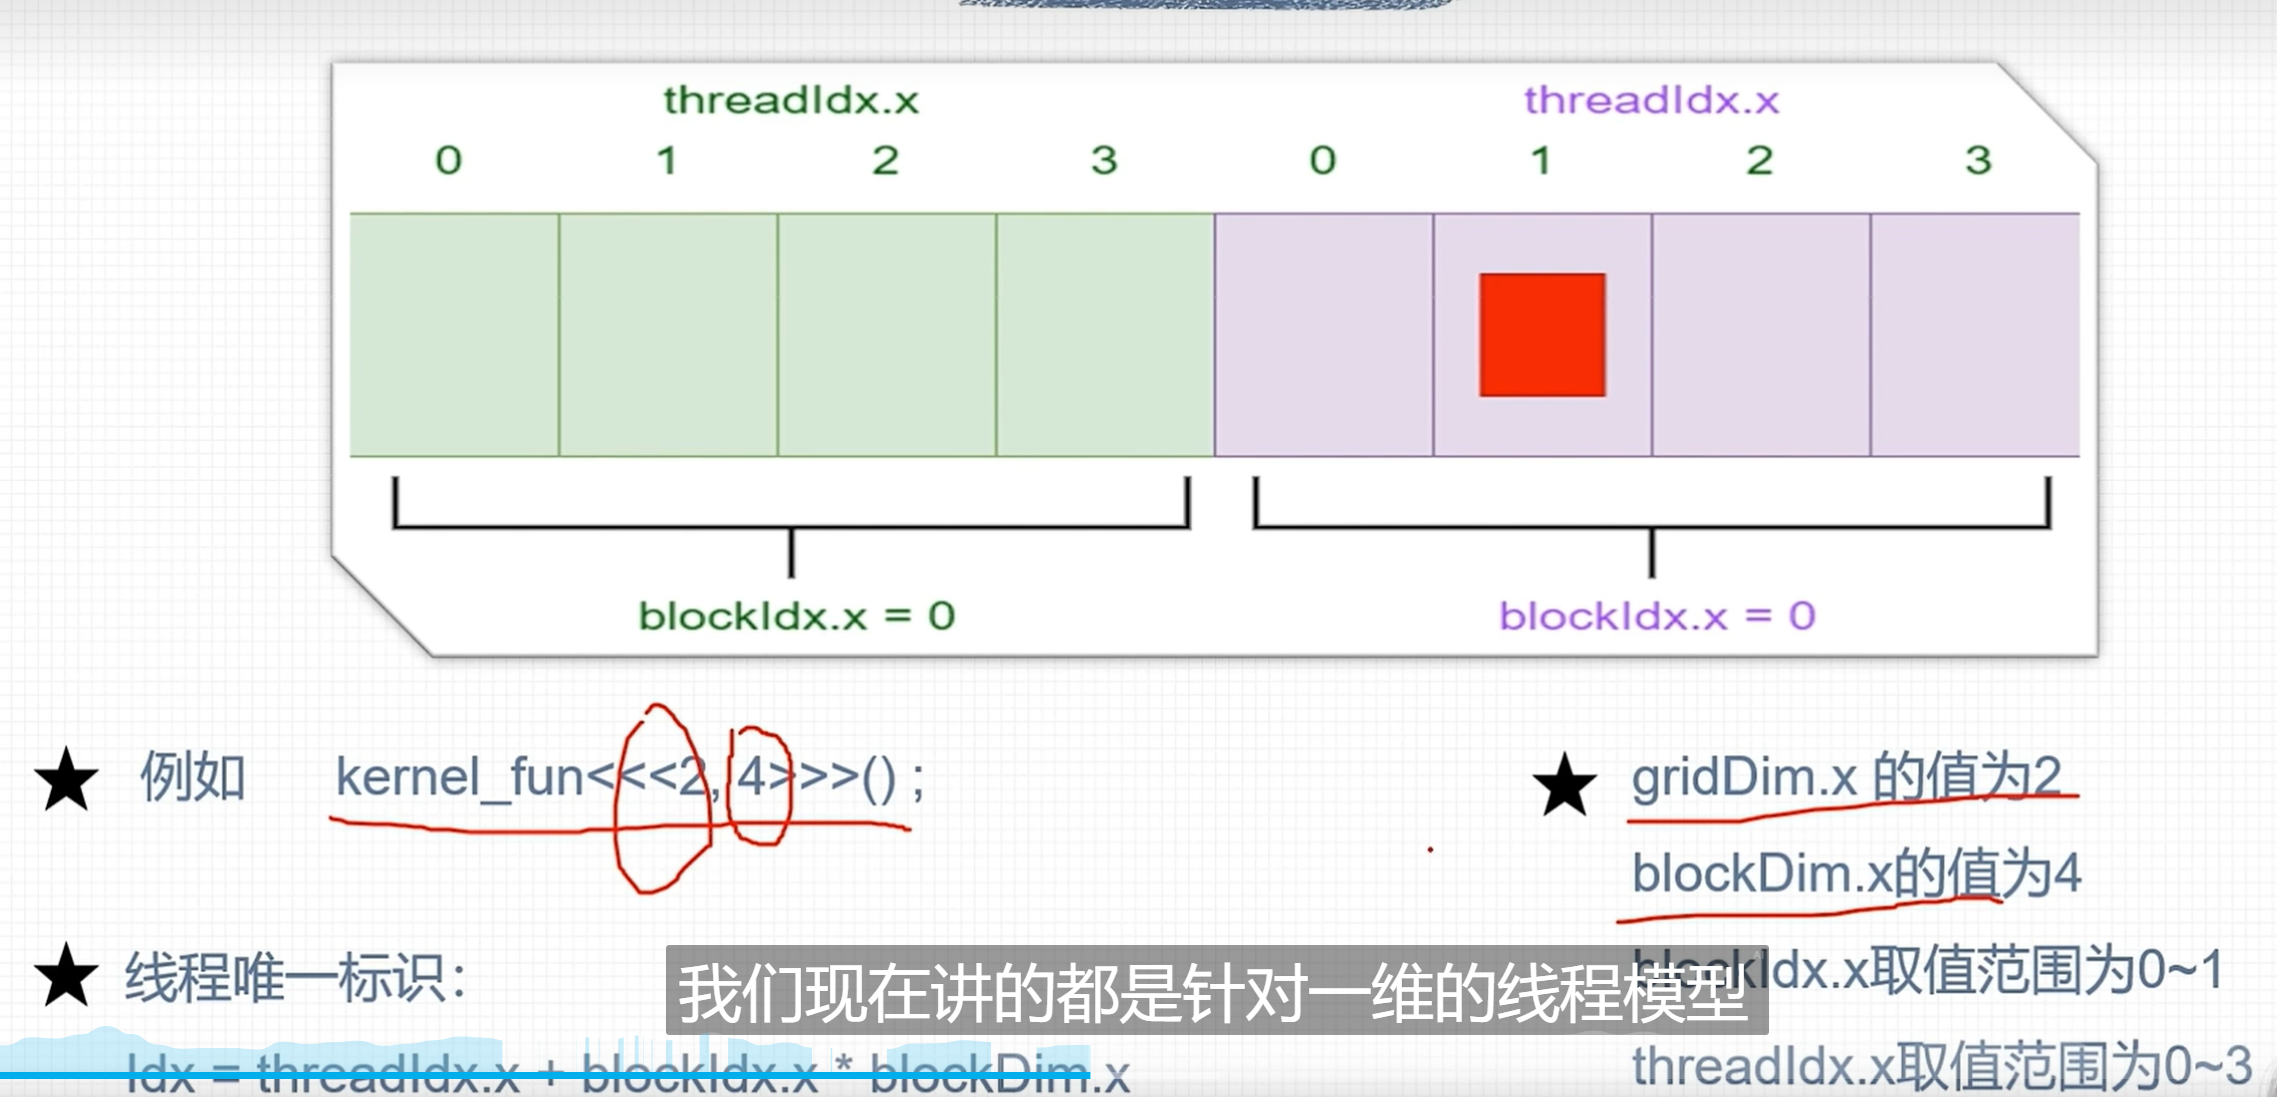 threadIdx.x threadIdx.x
0 1 2 3 0 1 2 3
blockIdx.x = 0 blockIdx.x = 0
例如 kernel_fun<<<2, 4>>>() ;
gridDim.x 的值为2
blockDim.x的值为4
线程唯一标识：
blockIdx.x取值范围为0~1
我们现在讲的都是针对一维的线程模型
Idx = threadIdx.x + blockIdx.x * blockDim.x
threadIdx.x取值范围为0~3